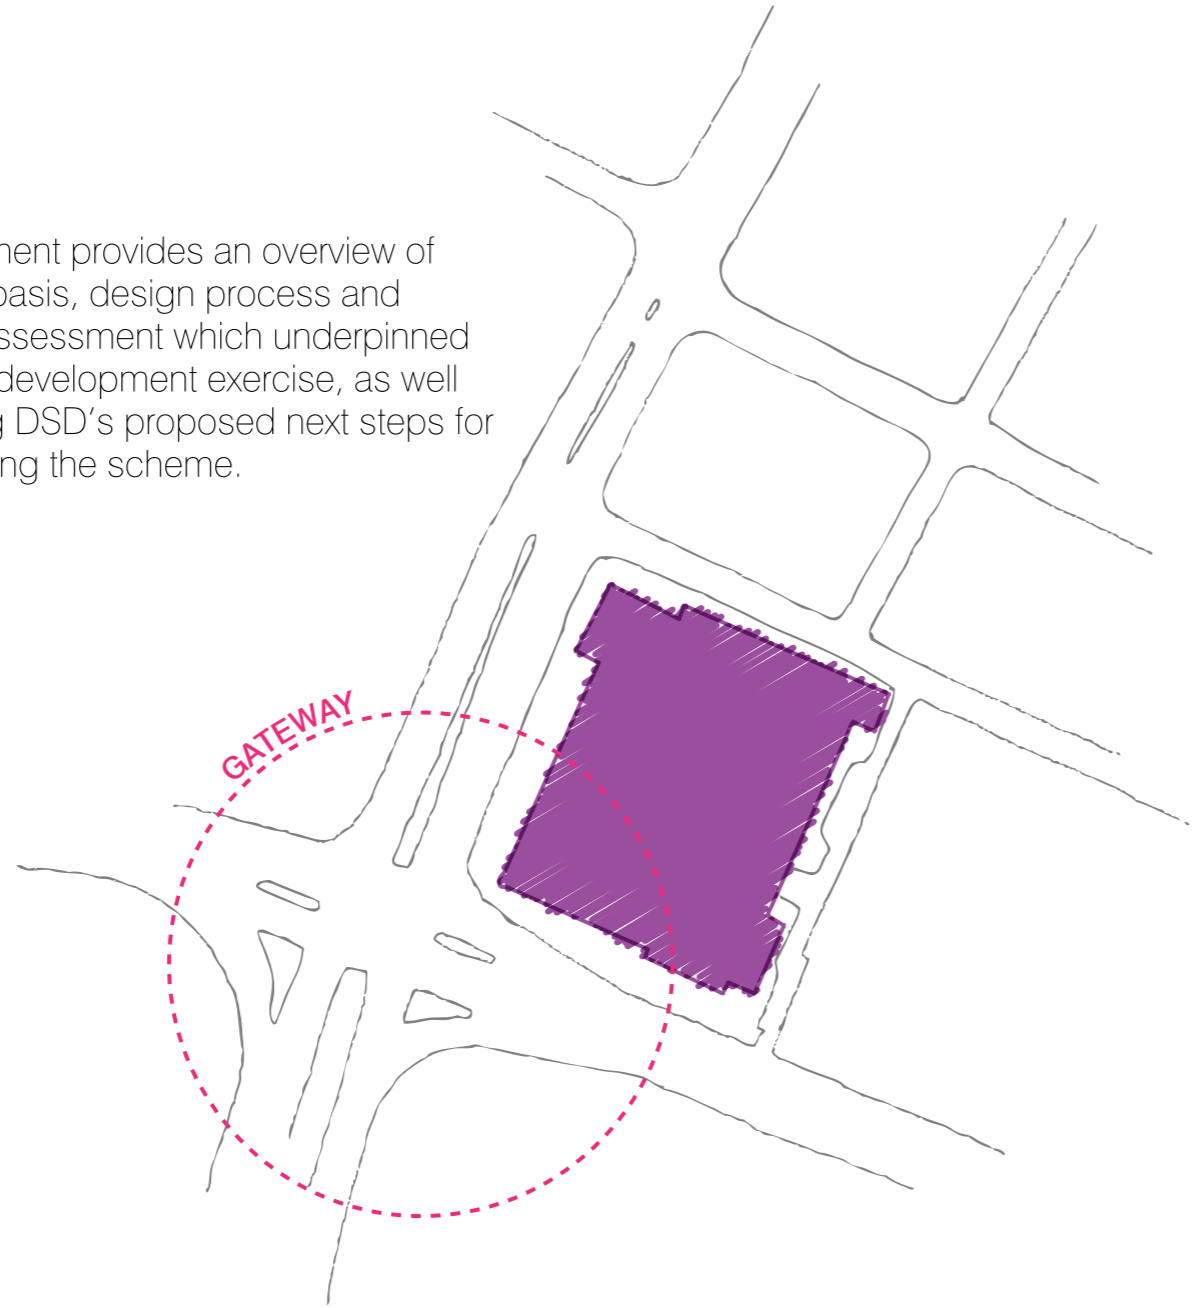 ment provides an overview of
basis, design process and
ssessment which underpinned
development exercise, as well
g DSD’s proposed next steps for
ng the scheme.
GATEWAY